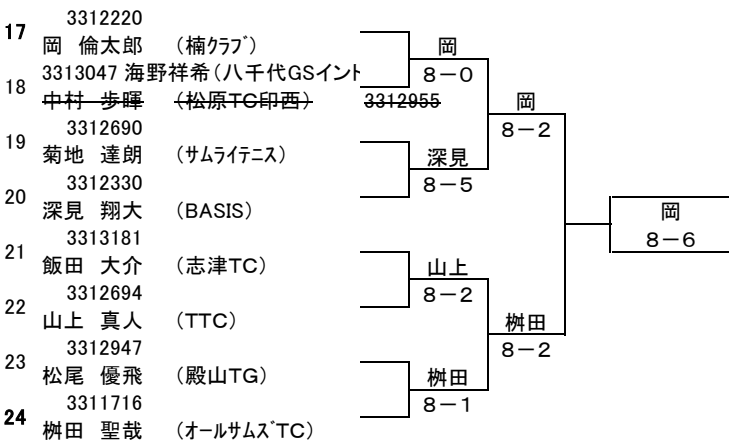 3312220
17 岡 倫太郎 (楠クラブ)
岡
8-0
3313047 海野祥希(八千代GSイント
18 中村 歩暉 (松原TC印西) 3312955
岡
8-2
3312690
19 菊地 達朗 (サムライテニス)
深見
8-5
3312330
20 深見 翔大 (BASIS)
岡
8-6
3313181
21 飯田 大介 (志津TC)
山上
8-2
3312694
22 山上 真人 (TTC)
桝田
8-2
3312947
23 松尾 優飛 (殿山TG)
桝田
8-1
3311716
24 桝田 聖哉 (オールサムズTC)